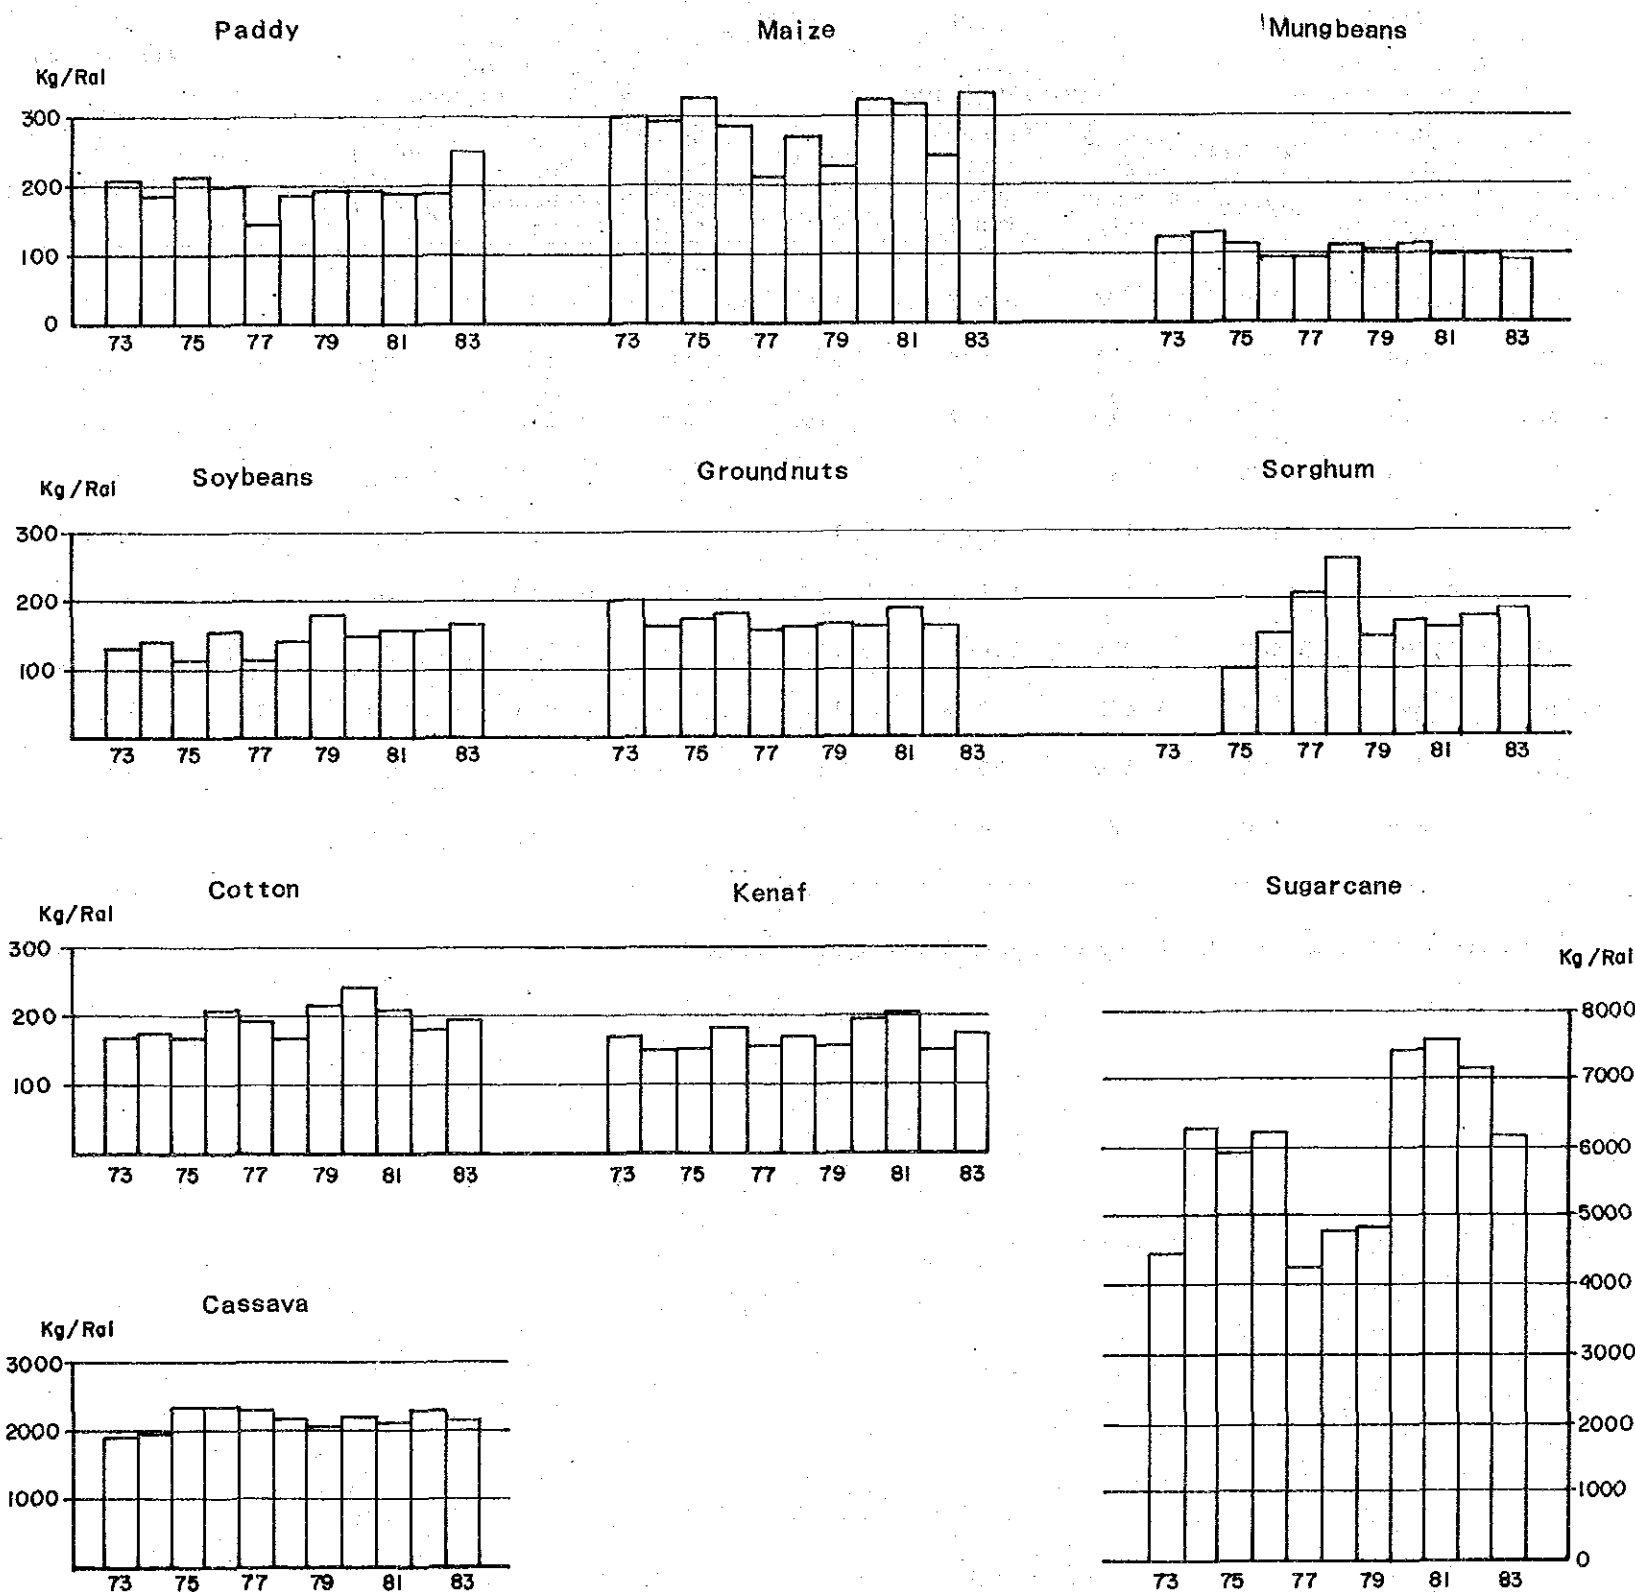 Paddy Maize Mungbeans
Kg/Rai
300
200
100
0
73 75 77 79 81 83 73 75 77 79 81 83 73 75 77 79 81 83
Soybeans Groundnuts Sorghum
Kg/Rai
300
200
100
73 75 77 79 81 83 73 75 77 79 81 83 73 75 77 79 81 83
Cotton Kenaf Sugarcane
Kg/Rai
300
200
100
73 75 77 79 81 83 73 75 77 79 81 83
Kg/Rai
8000
7000
6000
5000
4000
3000
2000
1000
0
73 75 77 79 81 83
Cassava
Kg/Rai
3000
2000
1000
73 75 77 79 81 83